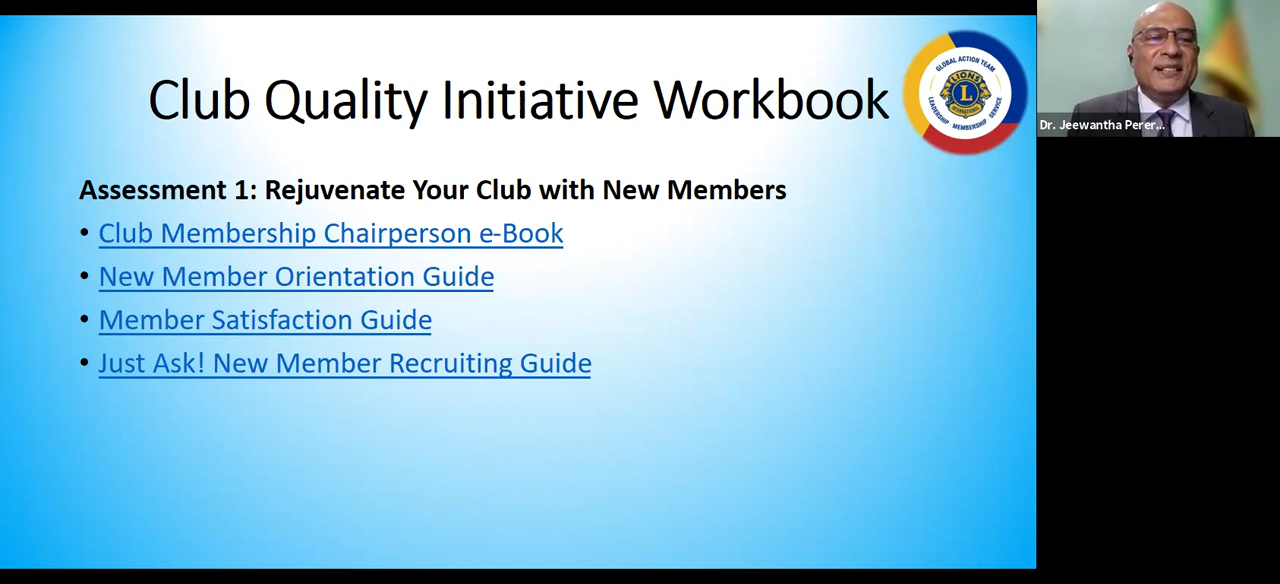 Club Quality Initiative Workbook
GLOBAL ACTION TEAM
LIONS
L
INTERNATIONAL
LEADERSHIP MEMBERSHIP SERVICE
Dr. Jeewantha Perer...
Assessment 1: Rejuvenate Your Club with New Members
• Club Membership Chairperson e-Book
• New Member Orientation Guide
• Member Satisfaction Guide
• Just Ask! New Member Recruiting Guide